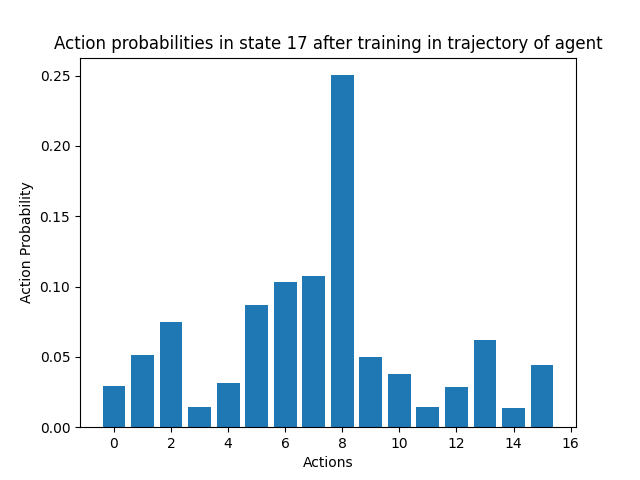 Action probabilities in state 17 after training in trajectory of agent
0.25
0.20
0.15
0.10
0.05
0.00
Action Probability
0 2 4 6 8 10 12 14 16
Actions